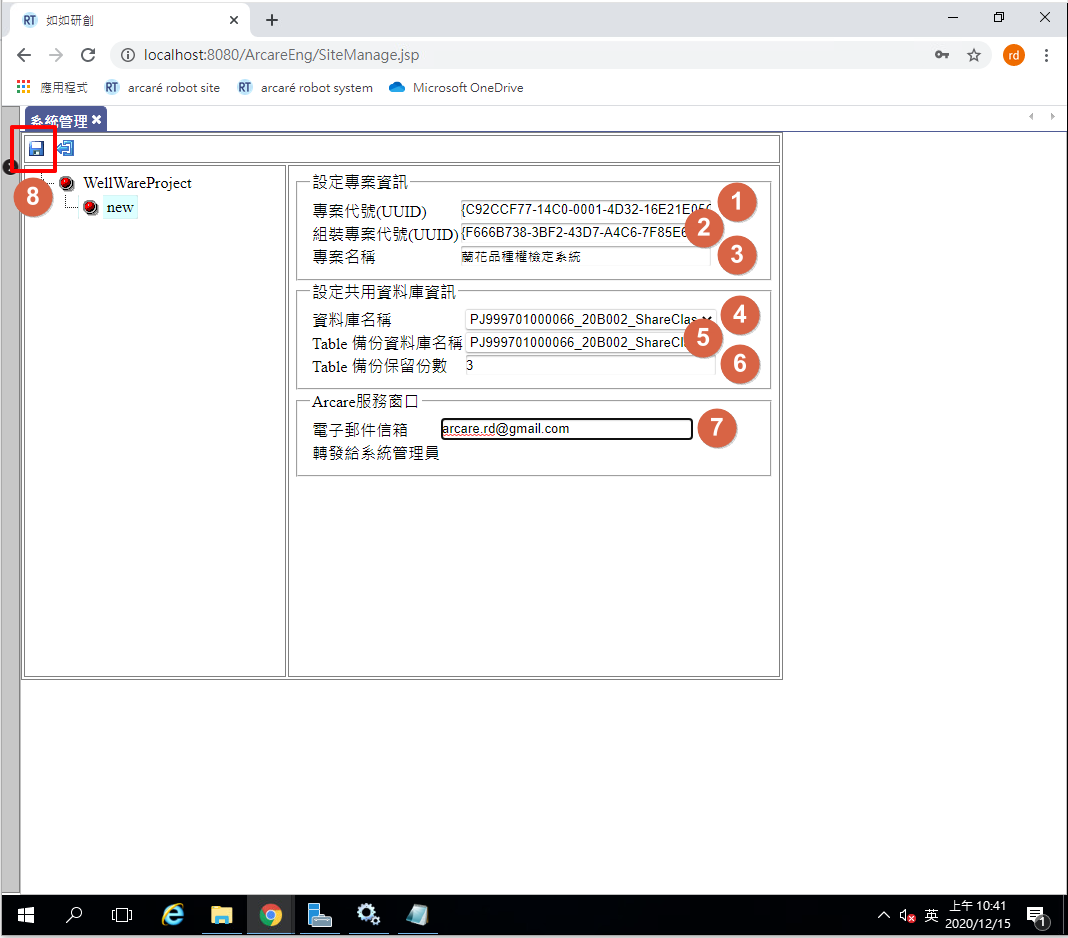 RT 如如研創
localhost:8080/ArcareEng/SiteManage.jsp
rd
應用程式 RT arcaré robot site RT arcaré robot system Microsoft OneDrive
系統管理
8
WellWareProject
new
設定專案資訊
專案代號(UUID) {C92CCF77-14C0-0001-4D32-16E21E05 1
組裝專案代號(UUID) {F666B738-3BF2-43D7-A4C6-7F85E 2
專案名稱 蘭花品種權檢定系統 3
設定共用資料庫資訊
資料庫名稱 PJ999701000066_20B002_ShareClas 4
Table 備份資料庫名稱 PJ999701000066_20B002_ShareCl 5
Table 備份保留份數 3 6
Arcare服務窗口
電子郵件信箱 arcare.rd@gmail.com 7
轉發給系統管理員
英 上午 10:41
2020/12/15
1